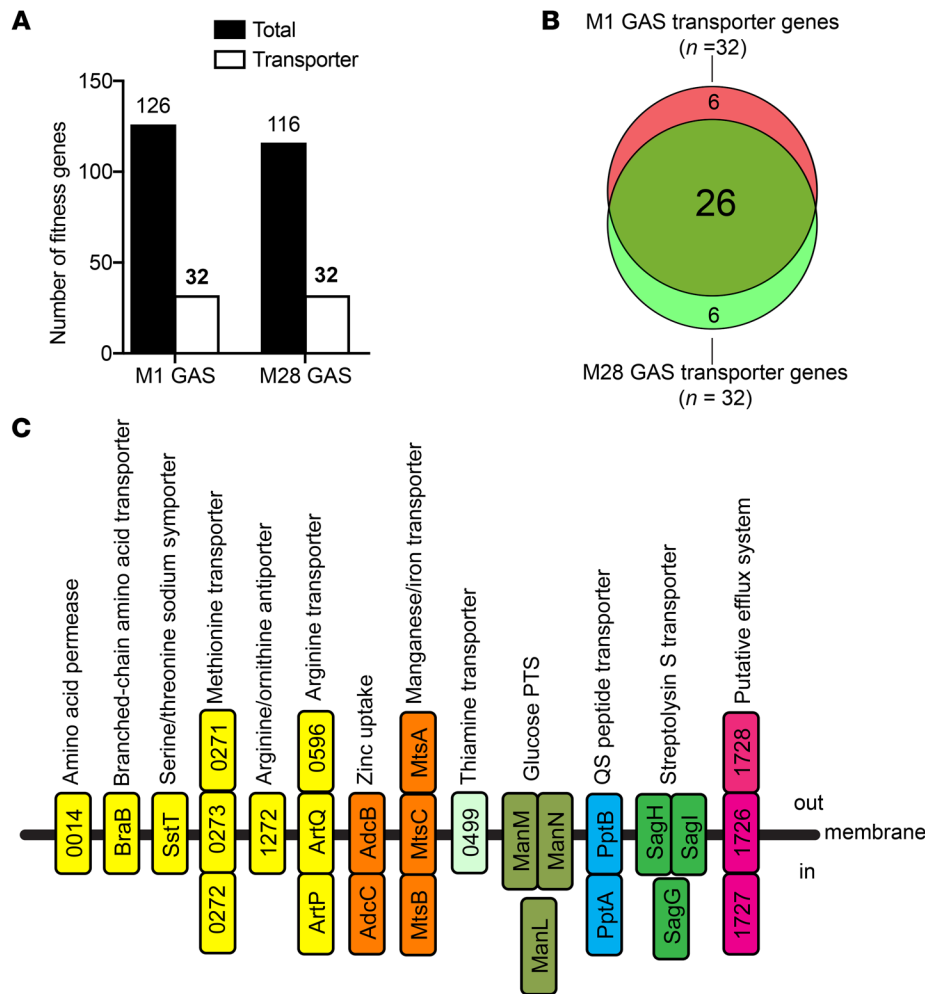 A
Total
Transporter
Number of fitness genes
150
100
50
0
126
32
116
32
M1 GAS
M28 GAS
B
M1 GAS transporter genes
(n =32)
6
26
6
M28 GAS transporter genes
(n = 32)
C
Amino acid permease
Branched-chain amino acid transporter
Serine/threonine sodium symporter
Methionine transporter
Arginine/ornithine antiporter
Arginine transporter
Zinc uptake
Manganese/iron transporter
Thiamine transporter
Glucose PTS
QS peptide transporter
Streptolysin S transporter
Putative efflux system
0014
BraB
SstT
0271
0273
0272
1272
0596
ArtQ
ArtP
AdcB
AdcC
MtsA
MtsC
MtsB
0499
ManM
ManN
ManL
PptB
PptA
SagH
SagI
SagG
1728
1726
1727
out
membrane
in